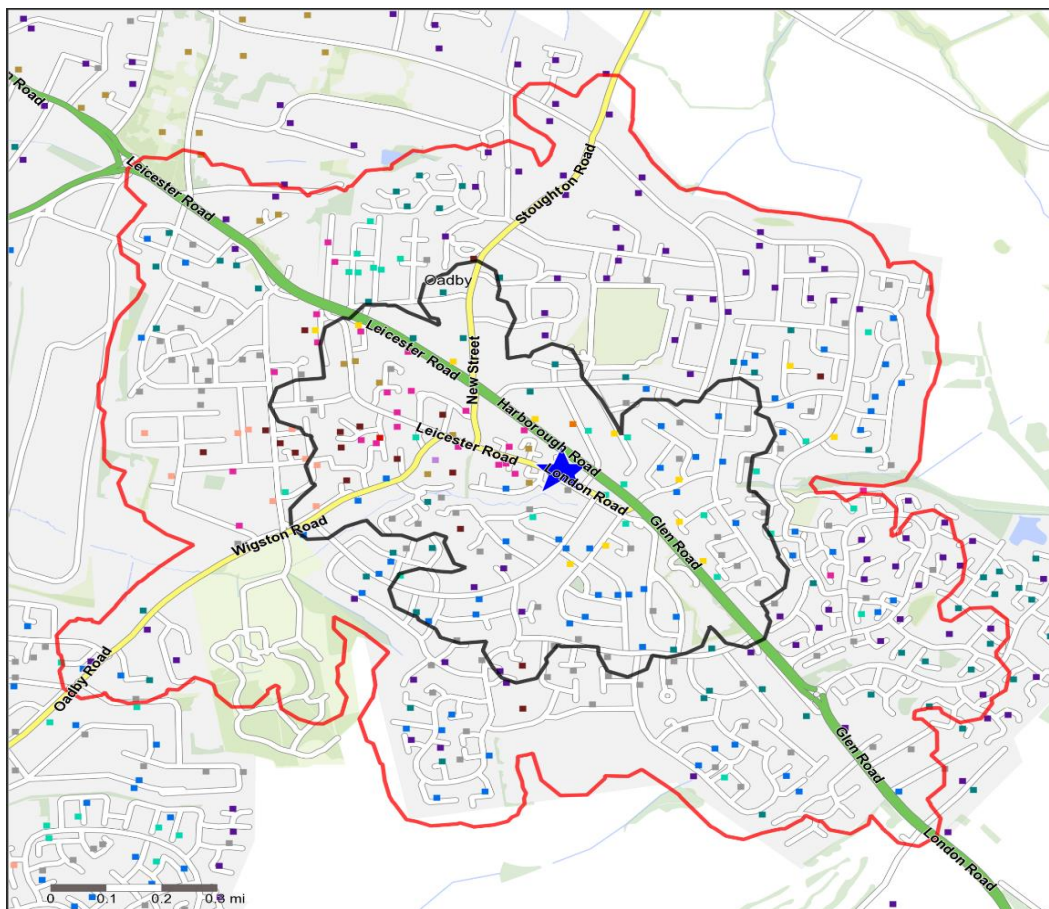 Road
Leicester Road
Stoughton Road
Oadby
Leicester Road
New Street
Harborough Road
Leicester Road
London Road
Glen Road
Wigston Road
Oadby Road
Glen Road
London Road
0 0.1 0.2 0.3 mi